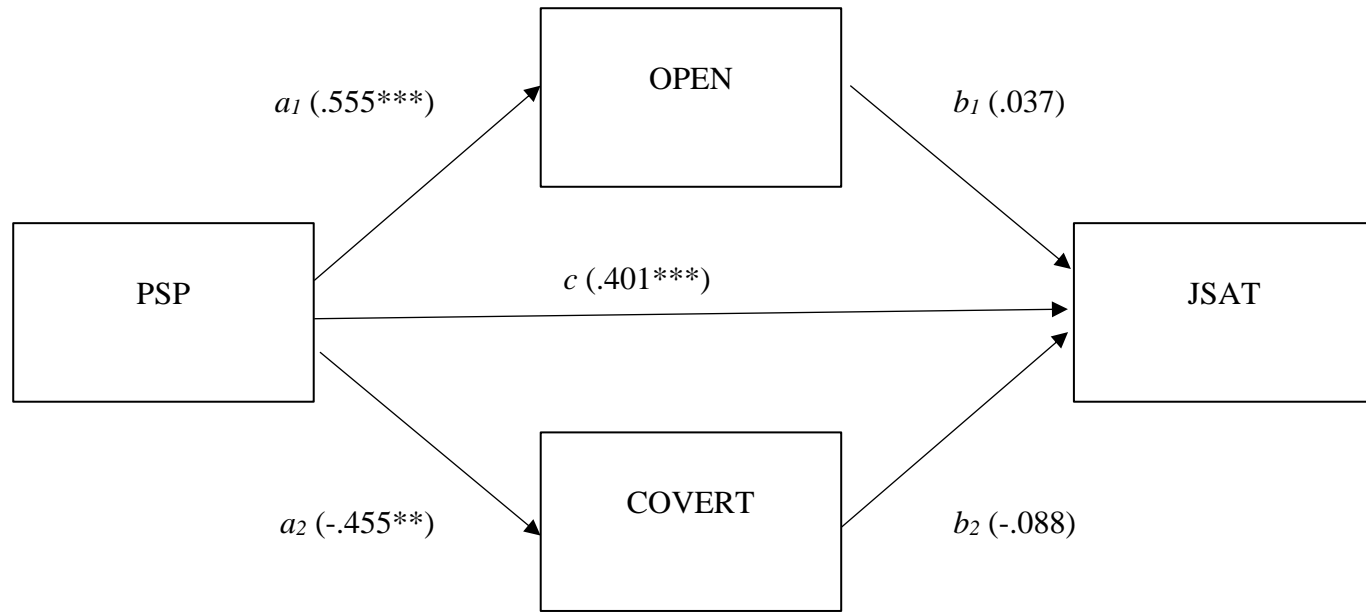 OPEN
a1 (.555***)
b1 (.037)
PSP
c (.401***)
JSAT
COVERT
a2 (-.455**)
b2 (-.088)